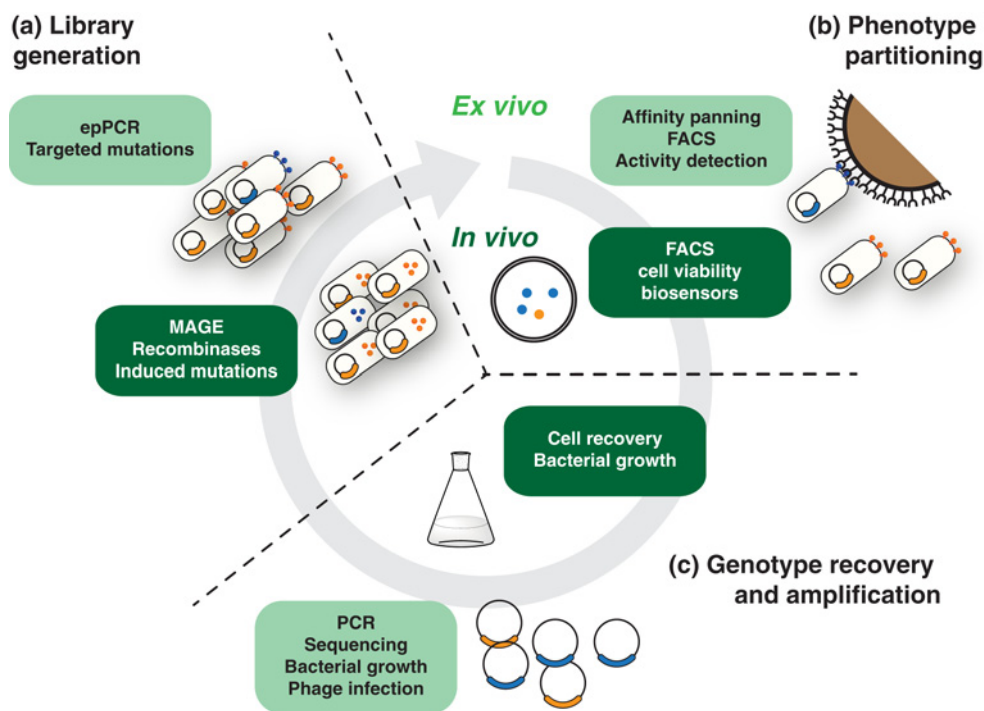 (a) Library
generation
epPCR
Targeted mutations
MAGE
Recombinases
Induced mutations
Ex vivo
In vivo
(b) Phenotype
partitioning
Affinity panning
FACS
Activity detection
FACS
cell viability
biosensors
Cell recovery
Bacterial growth
(c) Genotype recovery
and amplification
PCR
Sequencing
Bacterial growth
Phage infection